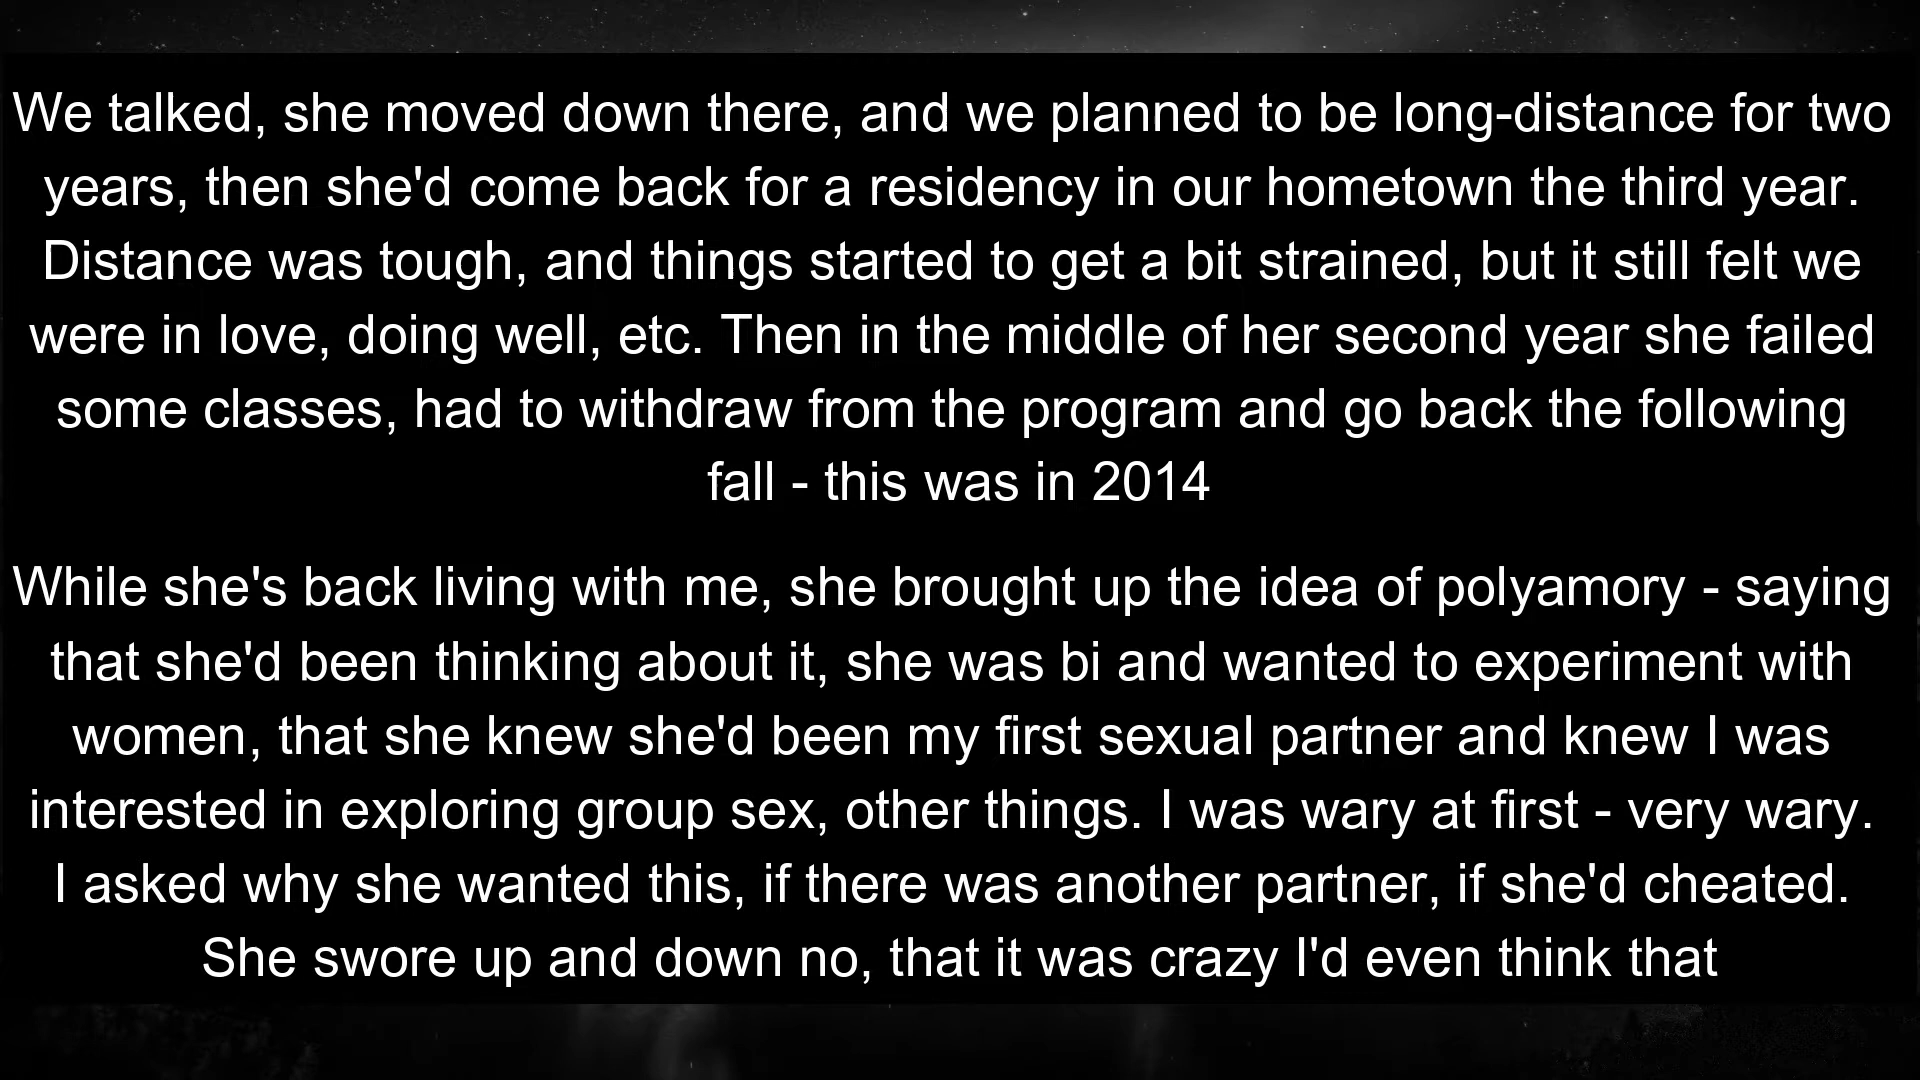 We talked, she moved down there, and we planned to be long-distance for two
years, then she'd come back for a residency in our hometown the third year.
Distance was tough, and things started to get a bit strained, but it still felt we
were in love, doing well, etc. Then in the middle of her second year she failed
some classes, had to withdraw from the program and go back the following
fall - this was in 2014
While she's back living with me, she brought up the idea of polyamory - saying
that she'd been thinking about it, she was bi and wanted to experiment with
women, that she knew she'd been my first sexual partner and knew I was
interested in exploring group sex, other things. I was wary at first - very wary.
I asked why she wanted this, if there was another partner, if she'd cheated.
She swore up and down no, that it was crazy I'd even think that